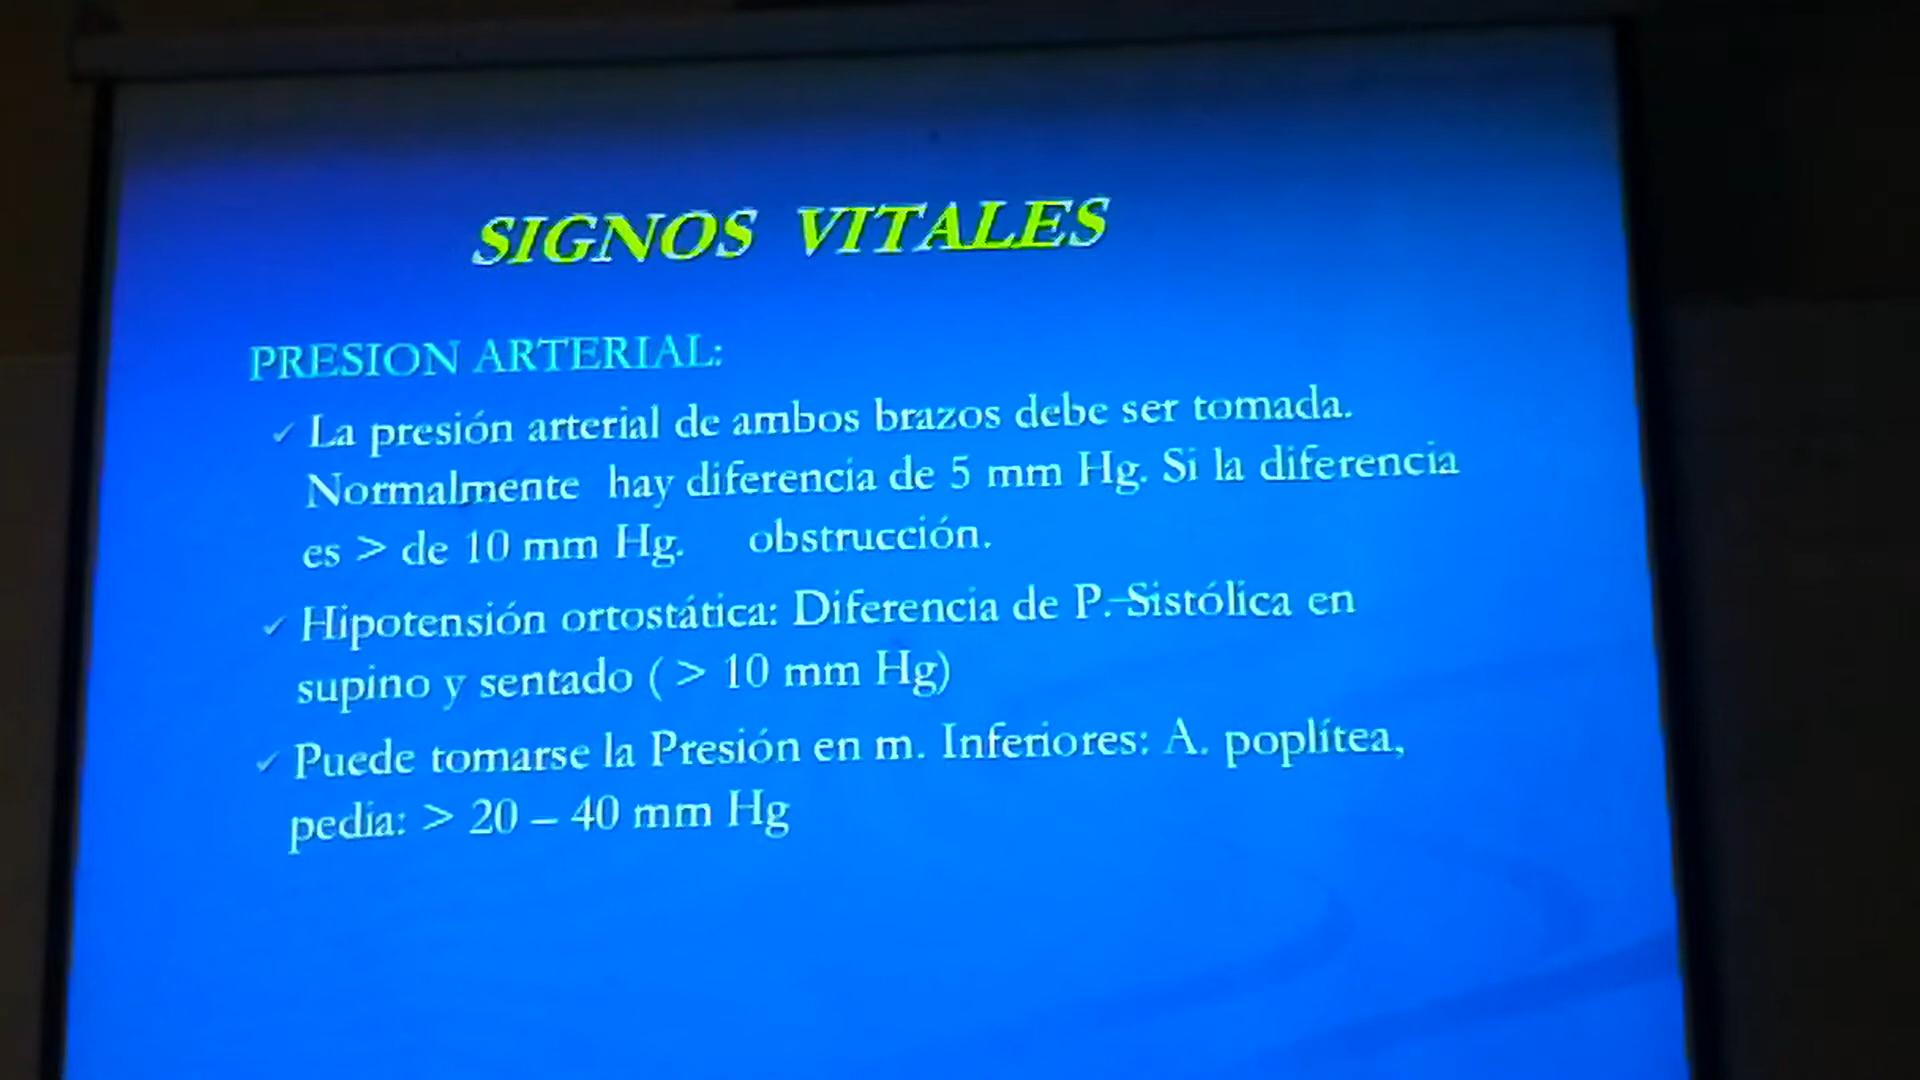 SIGNOS VITALES
PRESION ARTERIAL:
✓ La presión arterial de ambos brazos debe ser tomada.
Normalmente hay diferencia de 5 mm Hg. Si la diferencia
es > de 10 mm Hg. obstrucción.
✓ Hipotensión ortostática: Diferencia de P. Sistólica en
supino y sentado ( > 10 mm Hg)
✓ Puede tomarse la Presión en m. Inferiores: A. poplítea,
pedia: > 20 – 40 mm Hg